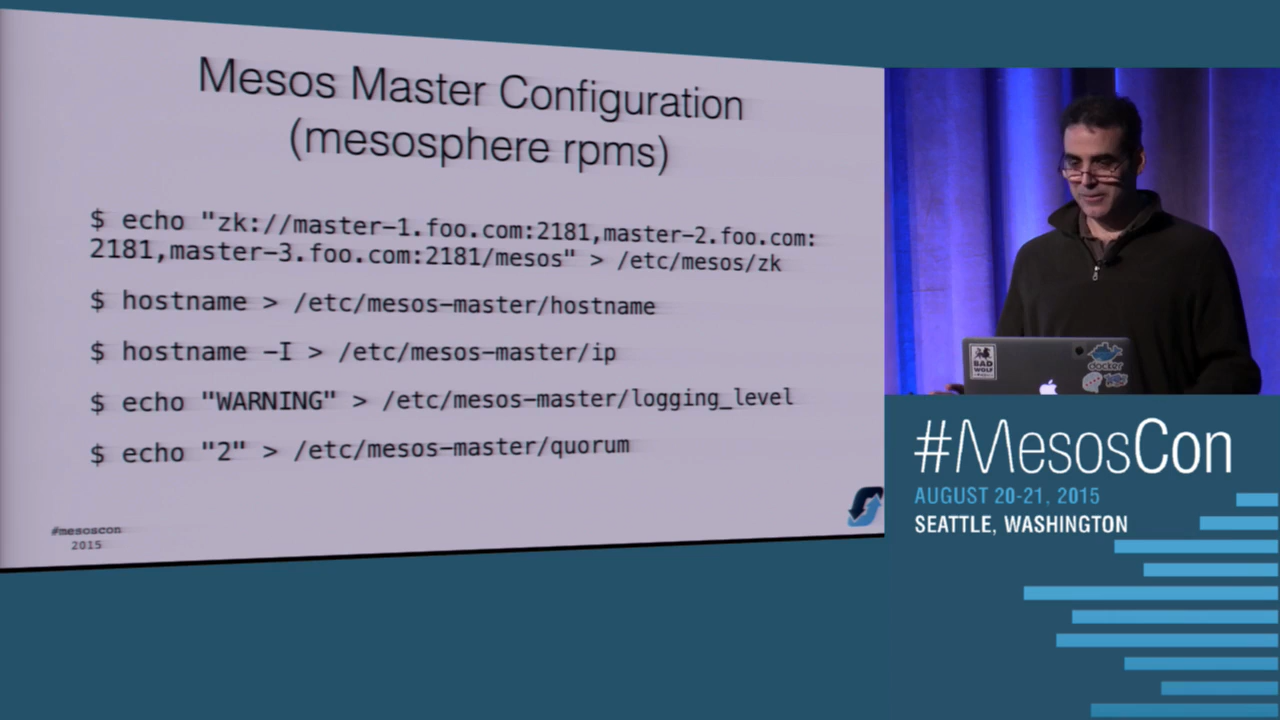 Mesos Master Configuration
(mesosphere rpms)
$ echo "zk://master-1.foo.com:2181,master-2.foo.com:
2181,master-3.foo.com:2181/mesos" > /etc/mesos/zk
$ hostname > /etc/mesos-master/hostname
$ hostname -I > /etc/mesos-master/ip
$ echo "WARNING" > /etc/mesos-master/logging_level
$ echo "2" > /etc/mesos-master/quorum
#mesoscon
2015
BAD
WOLF
docker
#MesosCon
AUGUST 20-21, 2015
SEATTLE, WASHINGTON